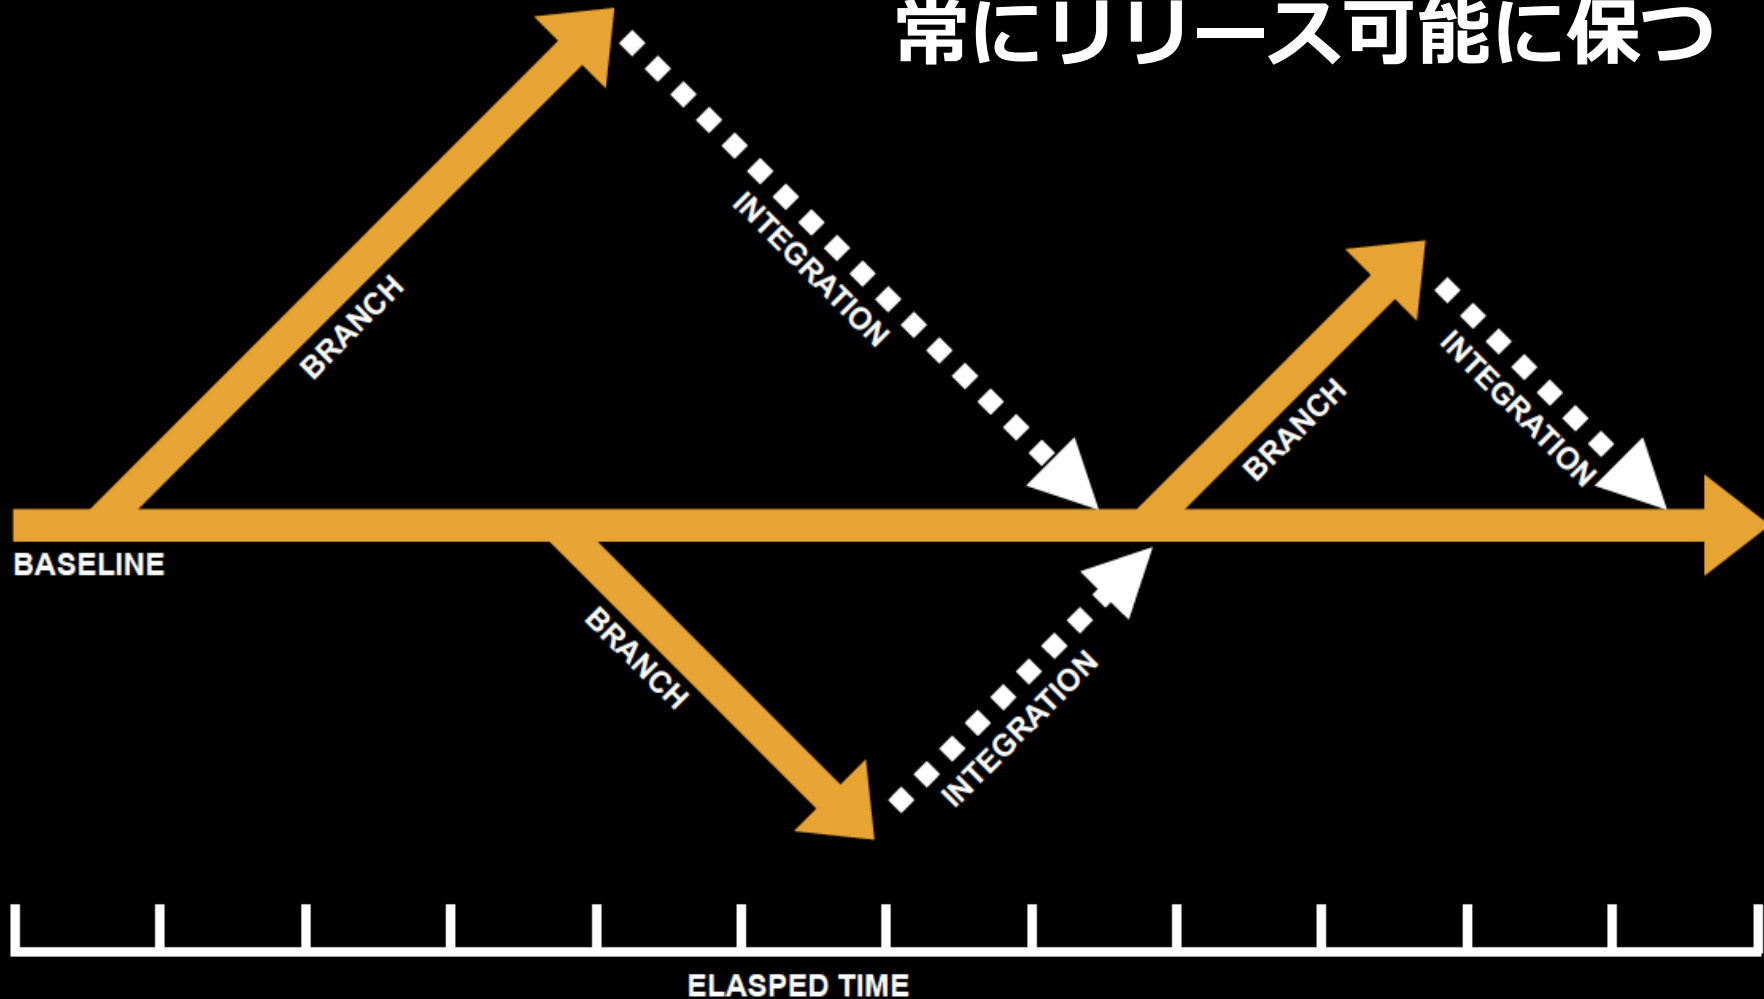 常にリリース可能に保つ
INTEGRATION
BRANCH
INTEGRATION
BRANCH
BASELINE
BRANCH
INTEGRATION
ELASPED TIME